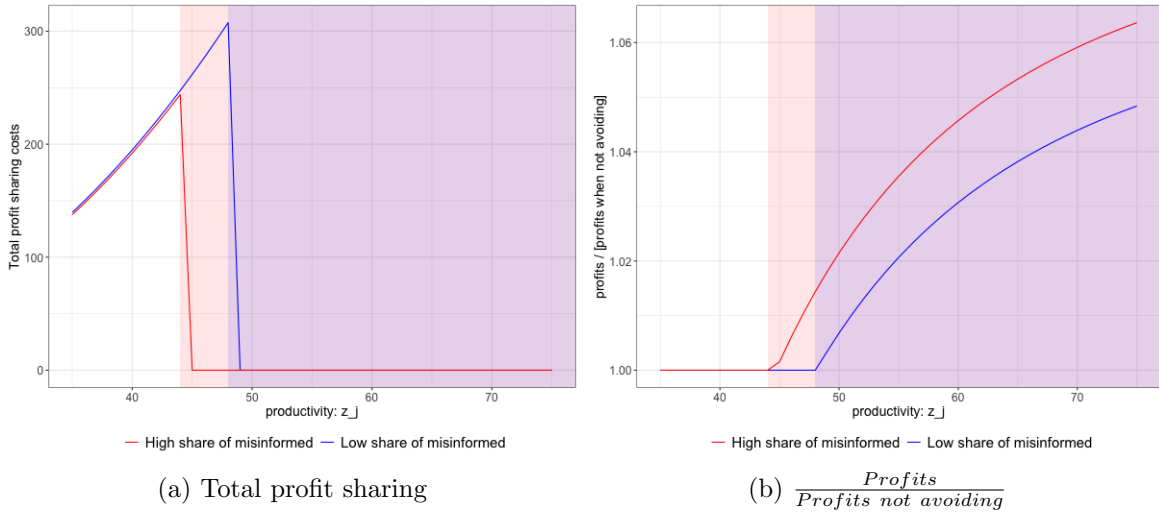 300
200
100
0
Total profit sharing costs
40 50 60 70
productivity: z_j
High share of misinformed Low share of misinformed
(a) Total profit sharing
1.06
1.04
1.02
1.00
profits / [profits when not avoiding]
40 50 60 70
productivity: z_j
High share of misinformed Low share of misinformed
(b) Profits
Profits not avoiding